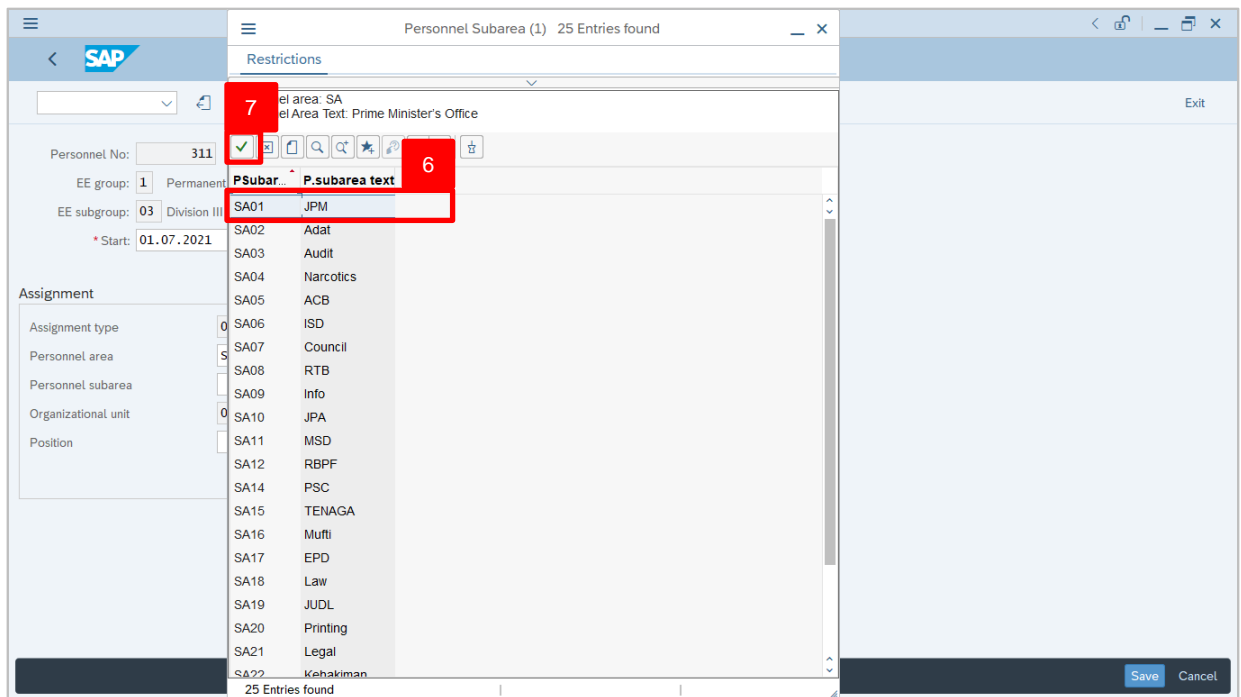 Personnel Subarea (1) 25 Entries found
SAP
Restrictions
el area: SA
el Area Text: Prime Minister's Office
Exit
7
6
Personnel No: 311
EE group: 1 Permanent
EE subgroup: 03 Division III
* Start: 01.07.2021
Assignment
Assignment type 0
Personnel area S
Personnel subarea
Organizational unit 0
Position
PSubar... P.subarea text
SA01 JPM
SA02 Adat
SA03 Audit
SA04 Narcotics
SA05 ACB
SA06 ISD
SA07 Council
SA08 RTB
SA09 Info
SA10 JPA
SA11 MSD
SA12 RBPF
SA14 PSC
SA15 TENAGA
SA16 Mufti
SA17 EPD
SA18 Law
SA19 JUDL
SA20 Printing
SA21 Legal
SA22 Kehakiman
25 Entries found
Save Cancel